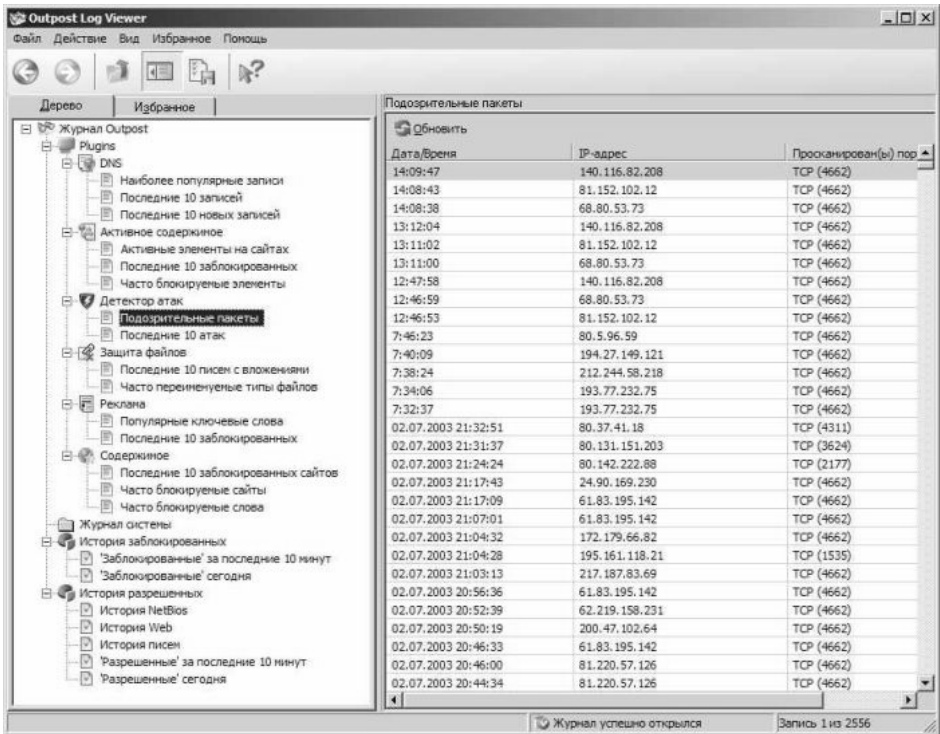 Outpost Log Viewer
Файл Действие Вид Избранное Помощь
Дерево Избранное
Журнал Outpost
Plugins
DNS
Наиболее популярные записи
Последние 10 записей
Последние 10 новых записей
Активное содержимое
Активные элементы на сайтах
Последние 10 заблокированных
Часто блокируемые элементы
Детектор атак
Подозрительные пакеты
Последние 10 атак
Защита файлов
Последние 10 писем с вложениями
Часто переименуемые типы файлов
Реклама
Популярные ключевые слова
Последние 10 заблокированных
Содержимое
Последние 10 заблокированных сайтов
Часто блокируемые сайты
Часто блокируемые слова
Журнал системы
История заблокированных
'Заблокированные' за последние 10 минут
'Заблокированные' сегодня
История разрешенных
История NetBios
История Web
История писем
'Разрешенные' за последние 10 минут
'Разрешенные' сегодня
Подозрительные пакеты
Обновить
Дата/Время IP-адрес Просканирован(ы) пор
14:09:47 140.116.82.208 TCP (4662)
14:08:43 81.152.102.12 TCP (4662)
14:08:38 68.80.53.73 TCP (4662)
13:12:04 140.116.82.208 TCP (4662)
13:11:02 81.152.102.12 TCP (4662)
13:11:00 68.80.53.73 TCP (4662)
12:47:58 140.116.82.208 TCP (4662)
12:46:59 68.80.53.73 TCP (4662)
12:46:53 81.152.102.12 TCP (4662)
7:46:23 80.5.96.59 TCP (4662)
7:40:09 194.27.149.121 TCP (4662)
7:38:24 212.244.58.218 TCP (4662)
7:34:06 193.77.232.75 TCP (4662)
7:32:37 193.77.232.75 TCP (4662)
02.07.2003 21:32:51 80.37.41.18 TCP (4311)
02.07.2003 21:31:37 80.131.151.203 TCP (3624)
02.07.2003 21:24:24 80.142.222.88 TCP (2177)
02.07.2003 21:17:43 24.90.169.230 TCP (4662)
02.07.2003 21:17:09 61.83.195.142 TCP (4662)
02.07.2003 21:07:01 61.83.195.142 TCP (4662)
02.07.2003 21:04:32 172.179.66.82 TCP (4662)
02.07.2003 21:04:28 195.161.118.21 TCP (1535)
02.07.2003 21:03:13 217.187.83.69 TCP (4662)
02.07.2003 20:56:36 61.83.195.142 TCP (4662)
02.07.2003 20:52:39 62.219.158.231 TCP (4662)
02.07.2003 20:50:19 200.47.102.64 TCP (4662)
02.07.2003 20:46:33 61.83.195.142 TCP (4662)
02.07.2003 20:46:00 81.220.57.126 TCP (4662)
02.07.2003 20:44:34 81.220.57.126 TCP (4662)
Журнал успешно открылся Запись 1 из 2556